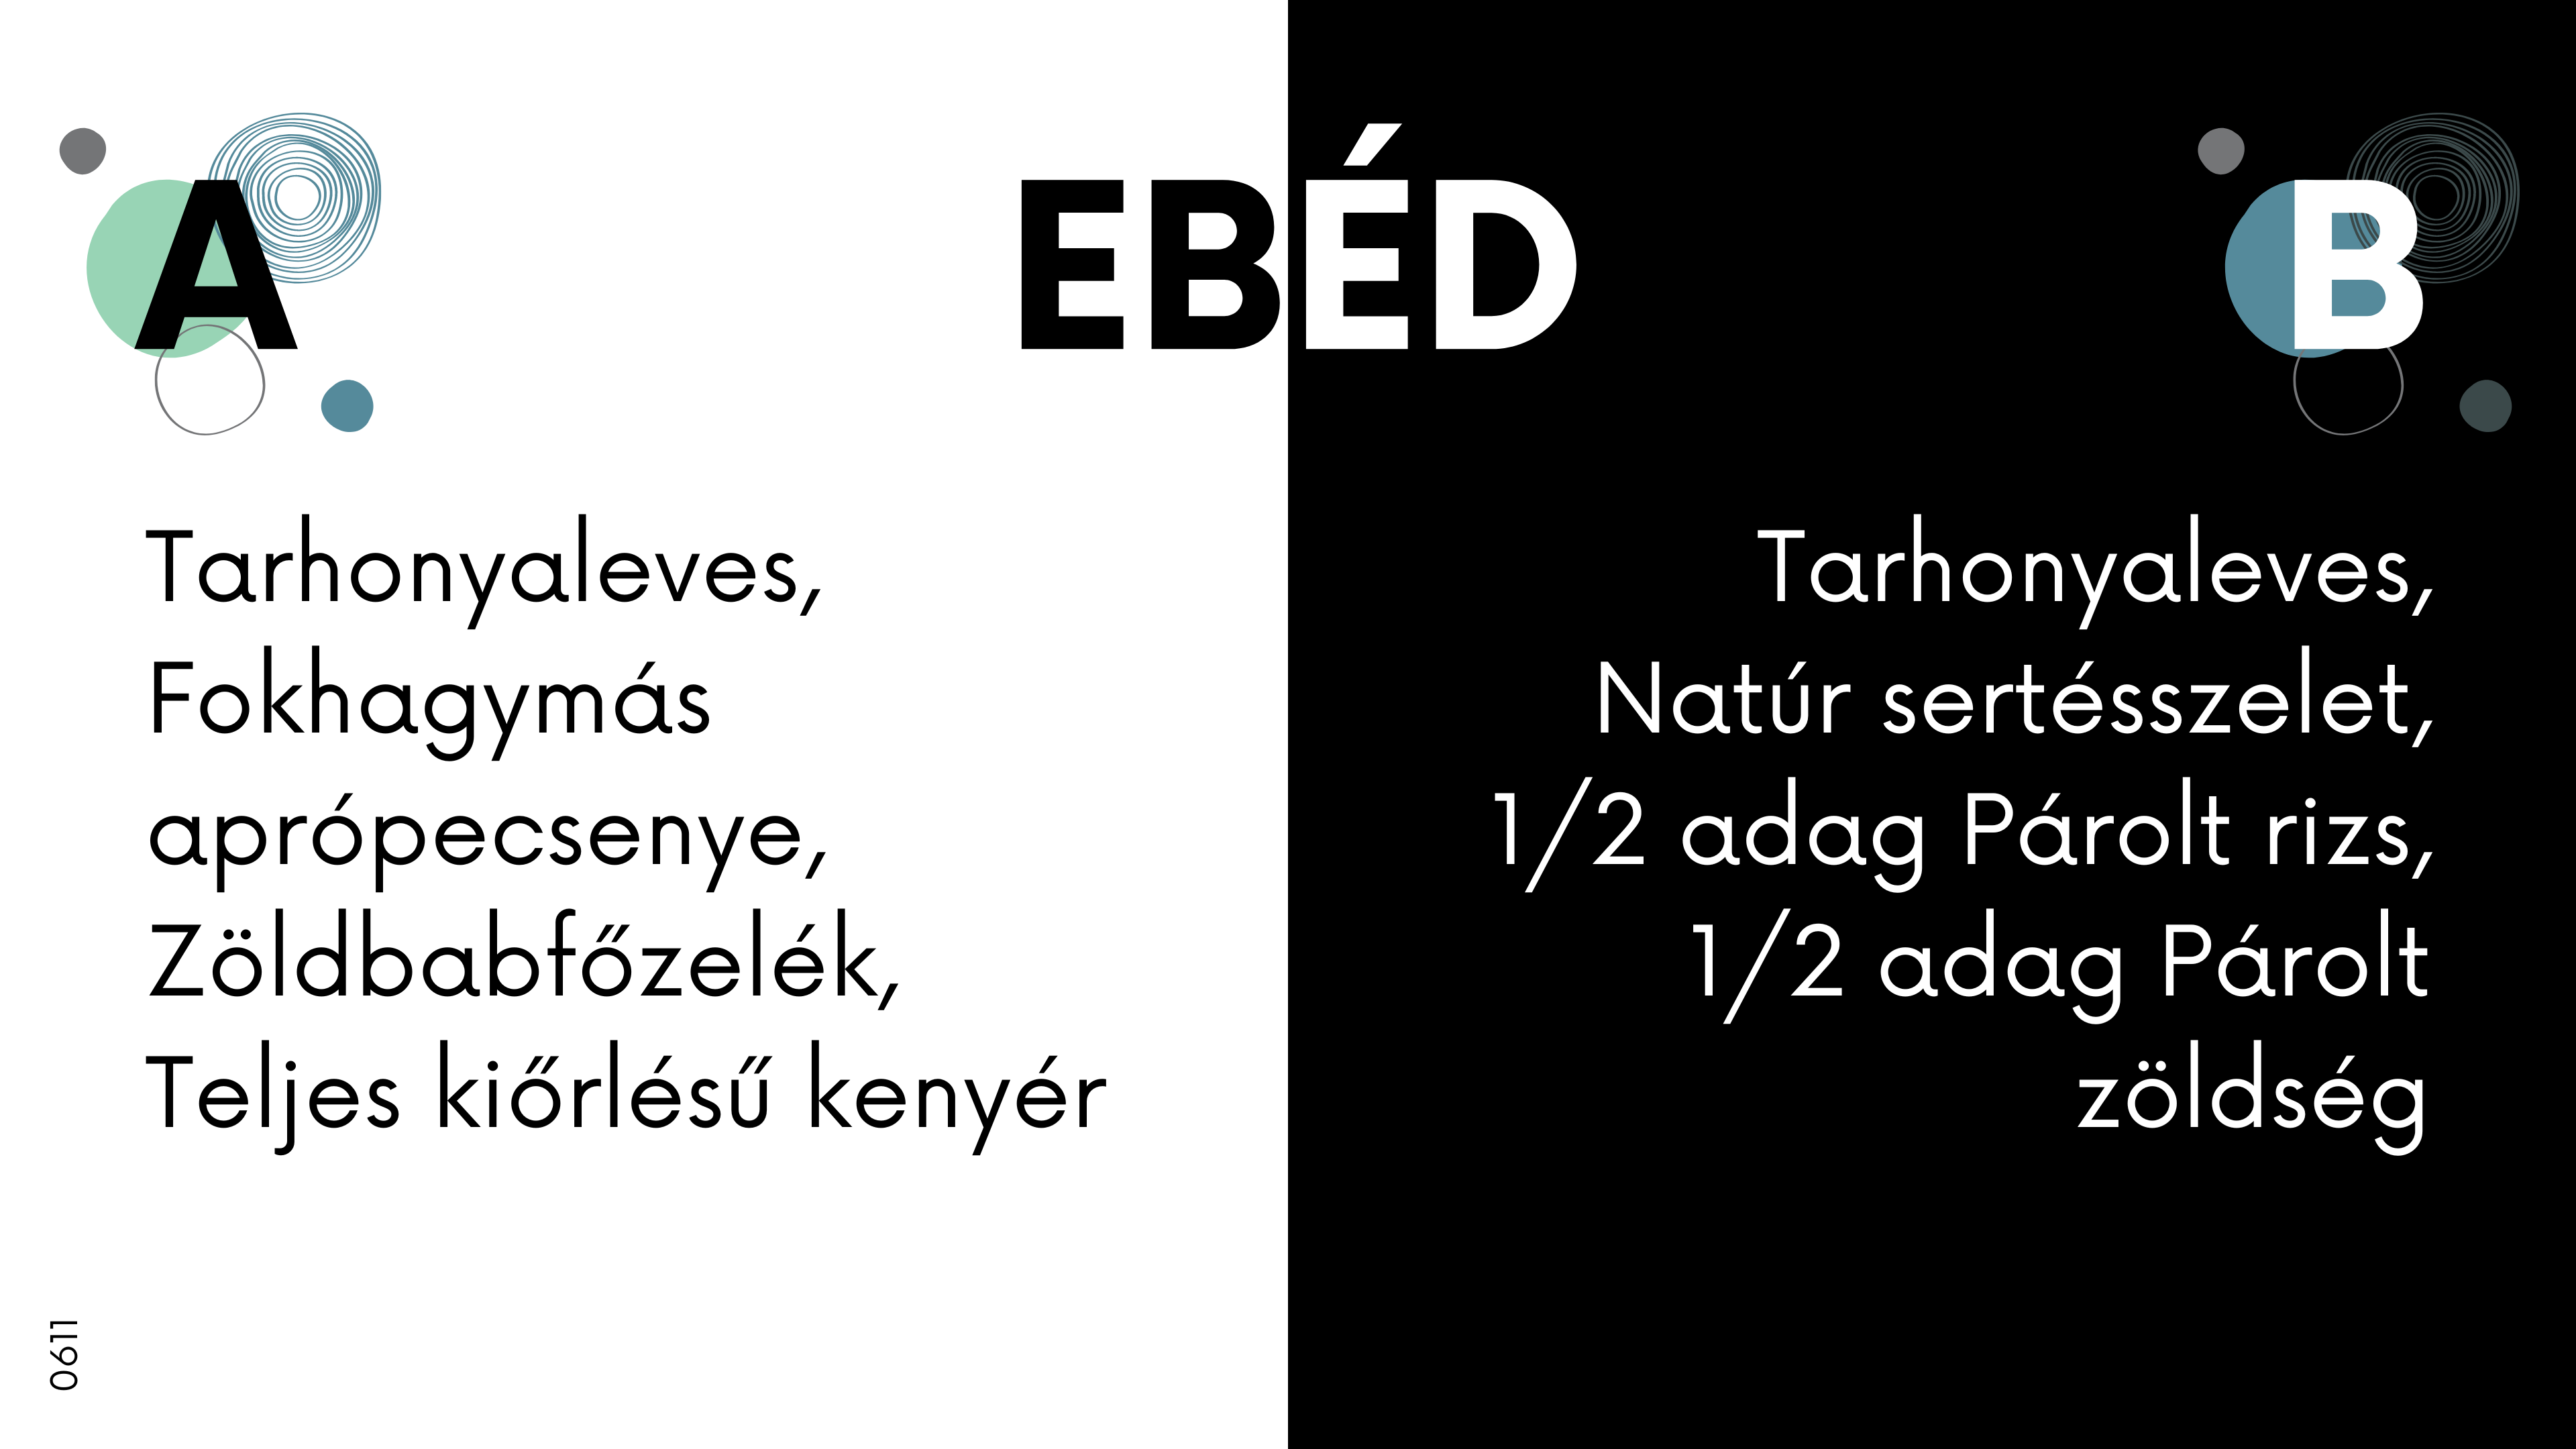 A
EBÉD
B
Tarhonyaleves,
Fokhagymás
aprópecsenye,
Zöldbabfőzelék,
Teljes kiőrlésű kenyér
Tarhonyaleves,
Natúr sertésszelet,
1/2 adag Párolt rizs,
1/2 adag Párolt
zöldség
0611